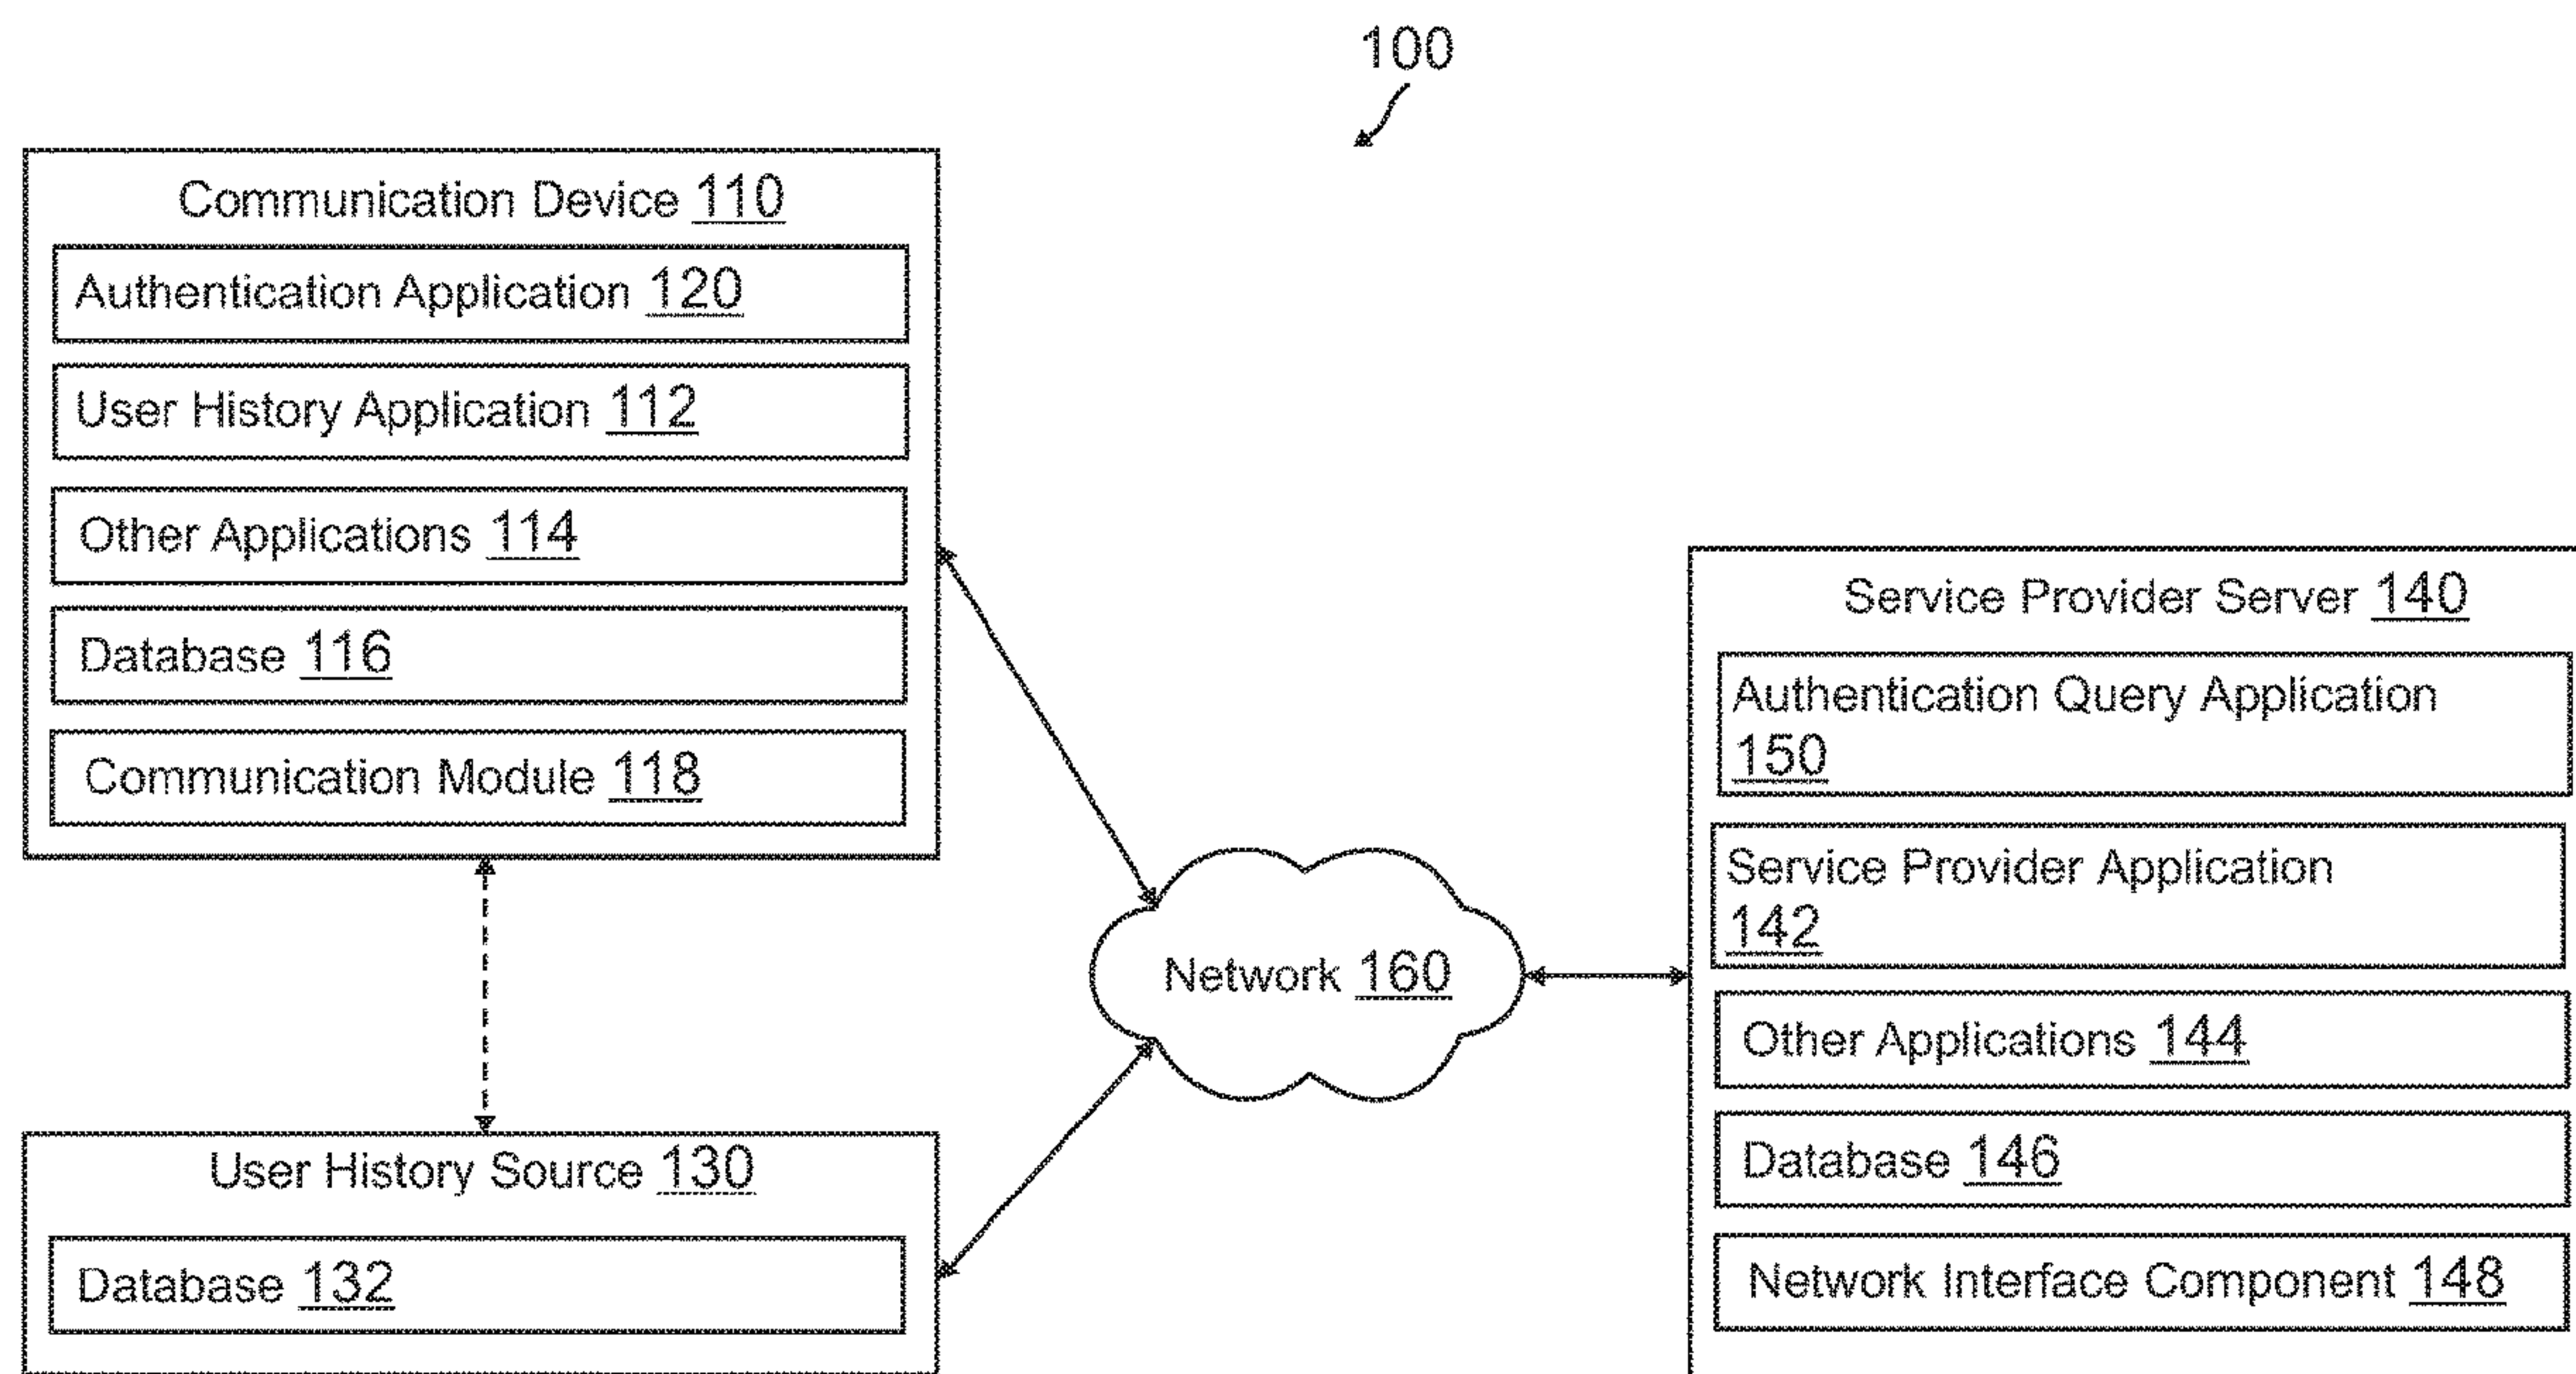 100
Communication Device 110
Authentication Application 120
User History Application 112
Other Applications 114
Database 116
Communication Module 118
User History Source 130
Database 132
Network 160
Service Provider Server 140
Authentication Query Application
150
Service Provider Application
142
Other Applications 144
Database 146
Network Interface Component 148